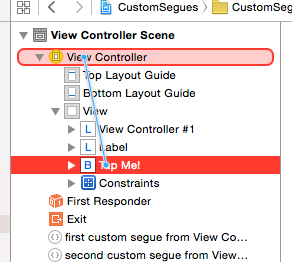 CustomSegues CustomSeg
View Controller Scene
View Controller
Top Layout Guide
Bottom Layout Guide
View
L View Controller #1
L Label
B Tap Me!
Constraints
First Responder
Exit
first custom segue from View Co...
second custom segue from View...